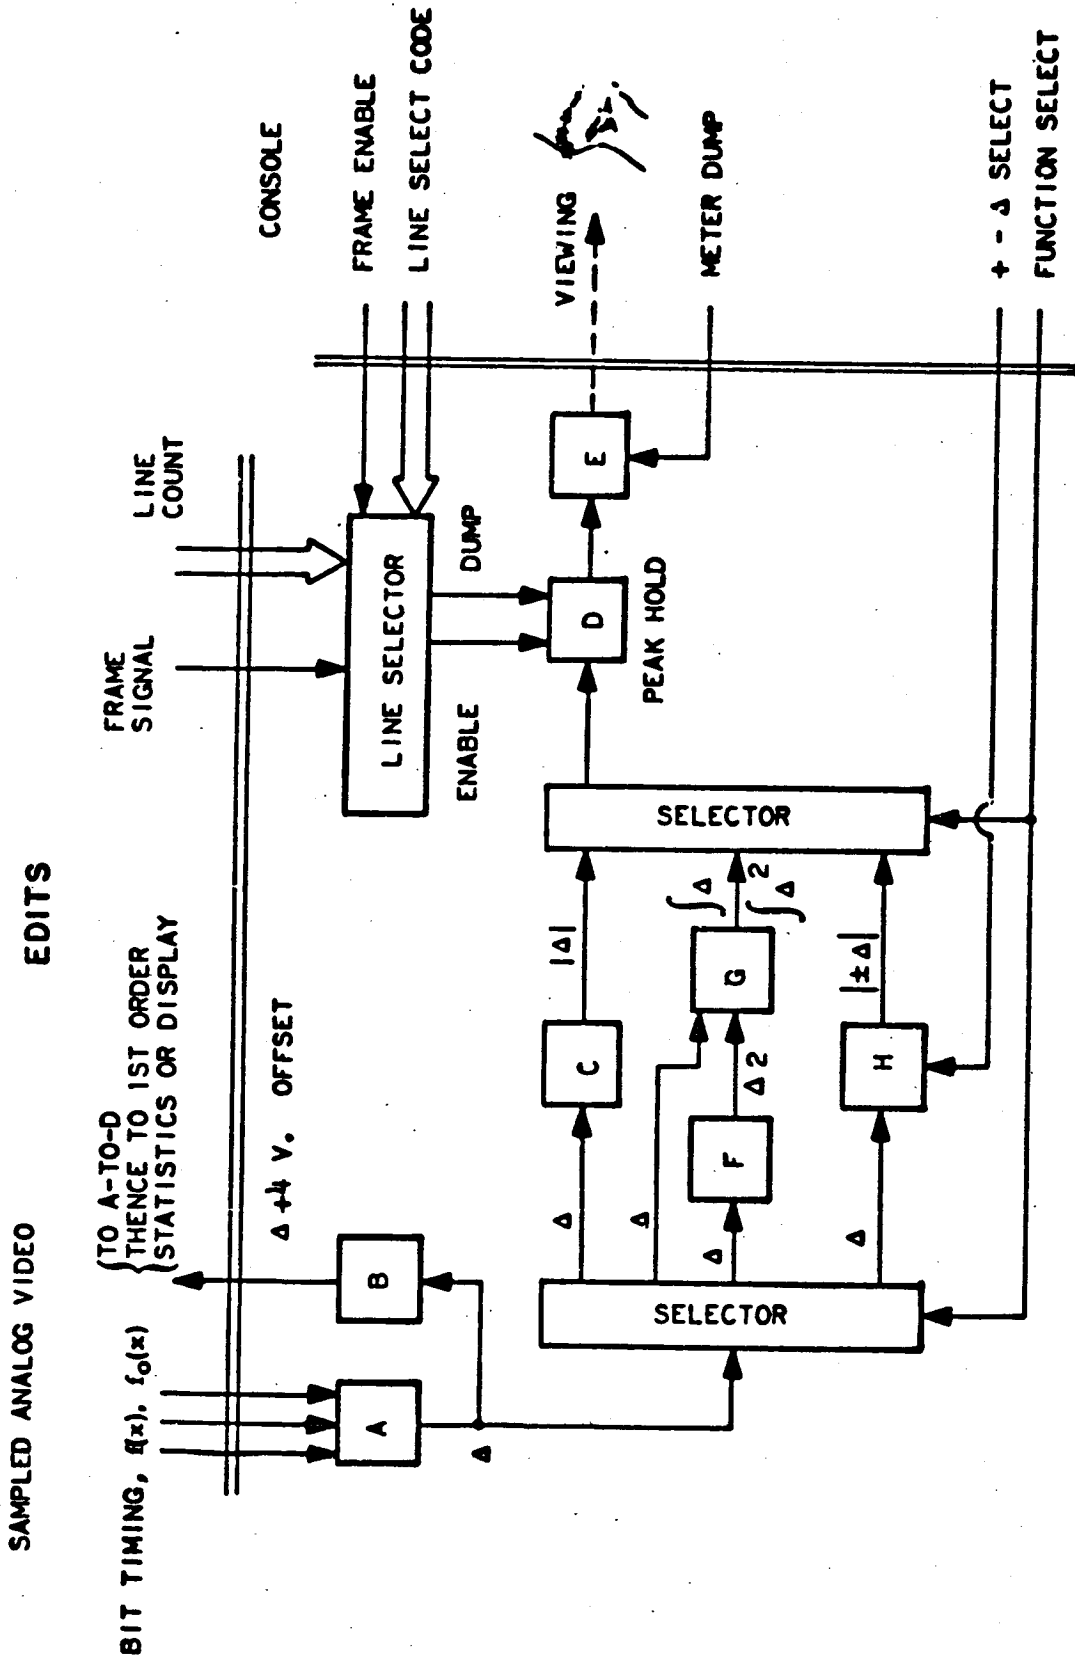 SAMPLED ANALOG VIDEO
EDITS
BIT TIMING, f(x), f₀(x)
TO A-TO-D
THENCE TO 1ST ORDER
STATISTICS OR DISPLAY
FRAME
SIGNAL
LINE
COUNT
CONSOLE
Δ +4 V. OFFSET
FRAME ENABLE
LINE SELECT CODE
A
B
LINE SELECTOR
Δ
ENABLE
DUMP
VIEWING
Δ
C
|Δ|
D
E
PEAK HOLD
Δ
SELECTOR
SELECTOR
∫Δ
METER DUMP
Δ
F
Δ2
G
∫Δ²
Δ
H
|±Δ|
+ - Δ SELECT
FUNCTION SELECT